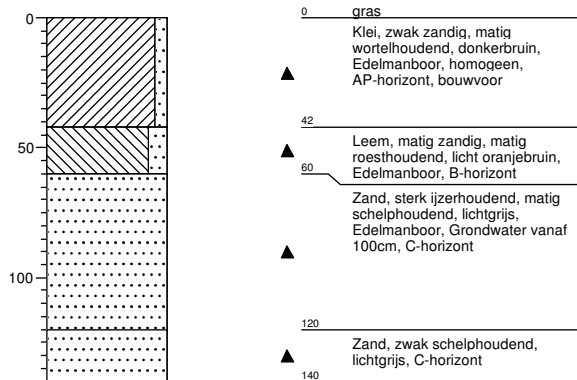 0
50
100
0 gras
Klei, zwak zandig, matig
wortelhoudend, donkerbruin,
Edelmanboor, homogeen,
AP-horizont, bouwvoor
42
Leem, matig zandig, matig
roesthoudend, licht oranjebruin,
Edelmanboor, B-horizont
60
Zand, sterk ijzerhoudend, matig
schelphoudend, lichtgrijs,
Edelmanboor, Grondwater vanaf
100cm, C-horizont
120
Zand, zwak schelphoudend,
lichtgrijs, C-horizont
140